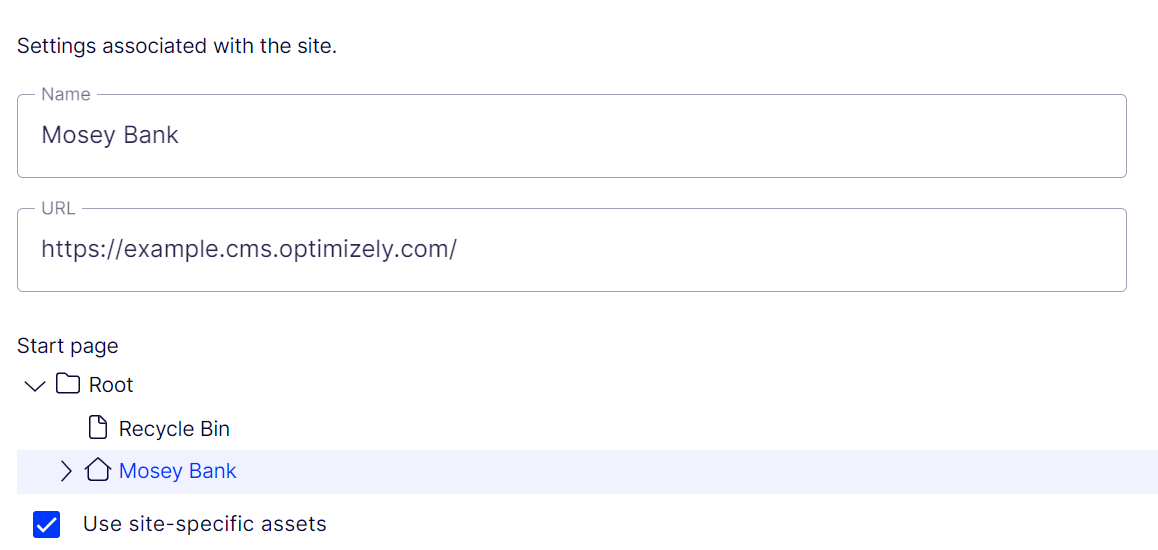 Settings associated with the site.
Name
Mosey Bank
URL
https://example.cms.optimizely.com/
Start page
Root
Recycle Bin
Mosey Bank
Use site-specific assets